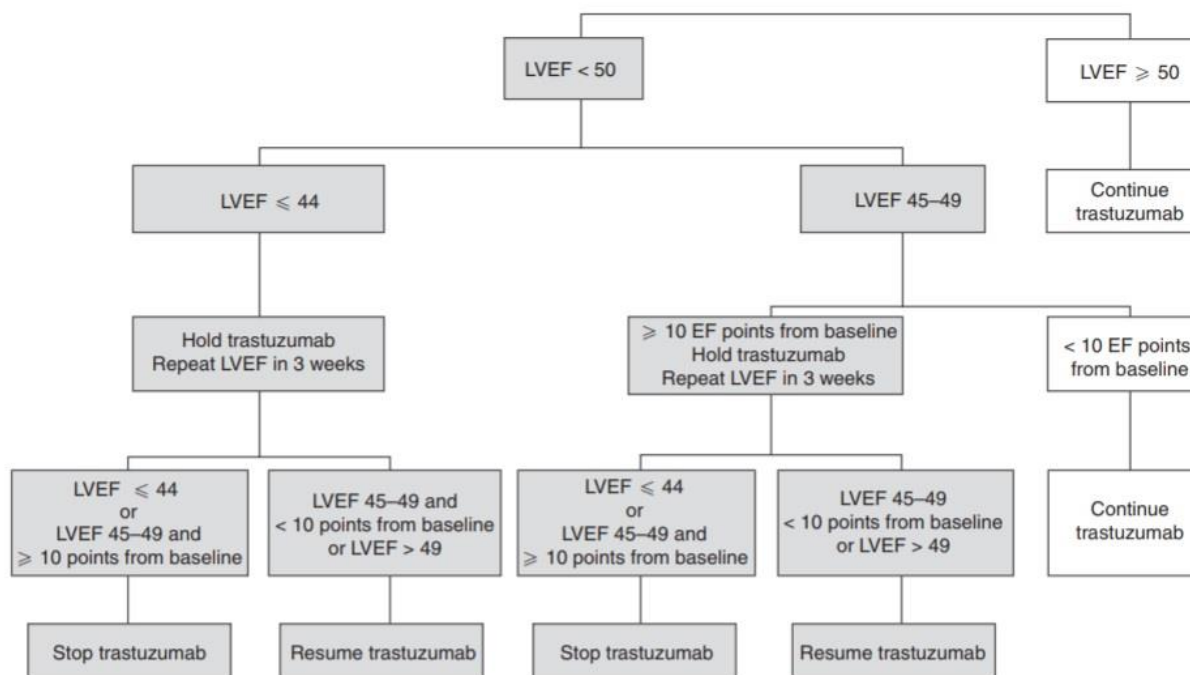 LVEF < 50
LVEF ⩾ 50
LVEF ⩽ 44
LVEF 45–49
Continue
trastuzumab
Hold trastuzumab
Repeat LVEF in 3 weeks
⩾ 10 EF points from baseline
Hold trastuzumab
Repeat LVEF in 3 weeks
< 10 EF points
from baseline
LVEF ⩽ 44
or
LVEF 45–49 and
⩾ 10 points from baseline
LVEF 45–49 and
< 10 points from baseline
or LVEF > 49
LVEF ⩽ 44
or
LVEF 45–49 and
⩾ 10 points from baseline
LVEF 45–49
< 10 points from baseline
or LVEF > 49
Continue
trastuzumab
Stop trastuzumab
Resume trastuzumab
Stop trastuzumab
Resume trastuzumab